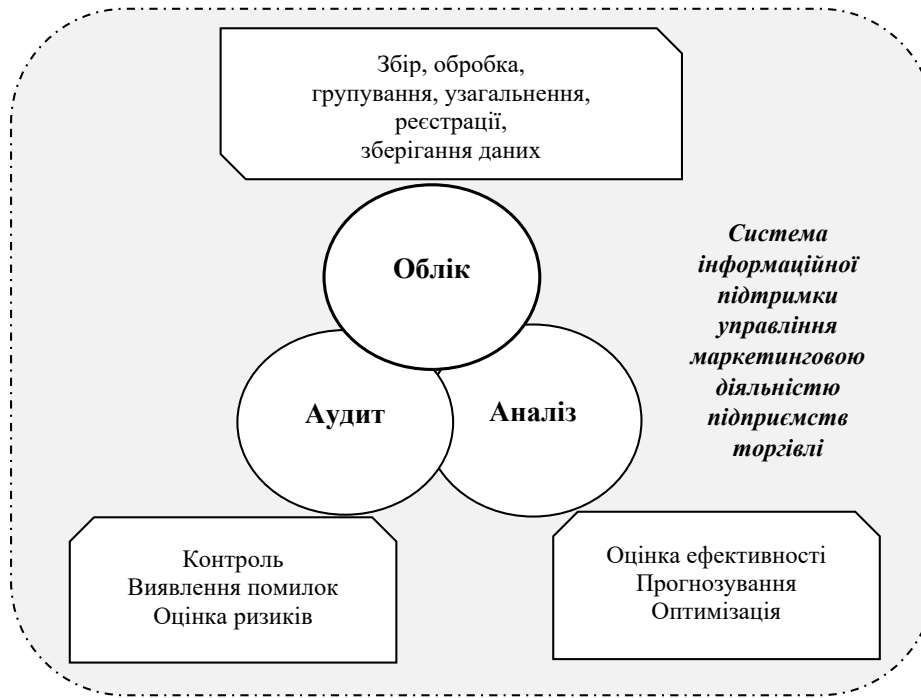 Збір, обробка,
групування, узагальнення,
реєстрації,
зберігання даних
Облік
Система
інформаційної
підтримки
управління
маркетинговою
діяльністю
підприємств
торгівлі
Аудит
Аналіз
Контроль
Виявлення помилок
Оцінка ризиків
Оцінка ефективності
Прогнозування
Оптимізація